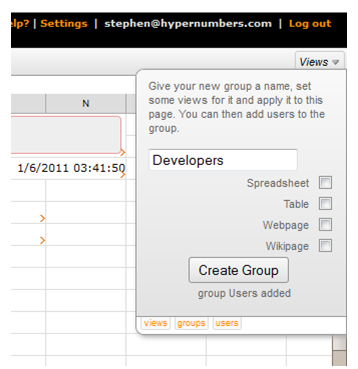 elp? | Settings | stephen@hypernumbers.com | Log out
Views
N
Give your new group a name, set
some views for it and apply it to this
page. You can then add users to the
group.
1/6/2011 03:41:50
Developers
Spreadsheet
Table
Webpage
Wikipage
Create Group
group Users added
views groups users